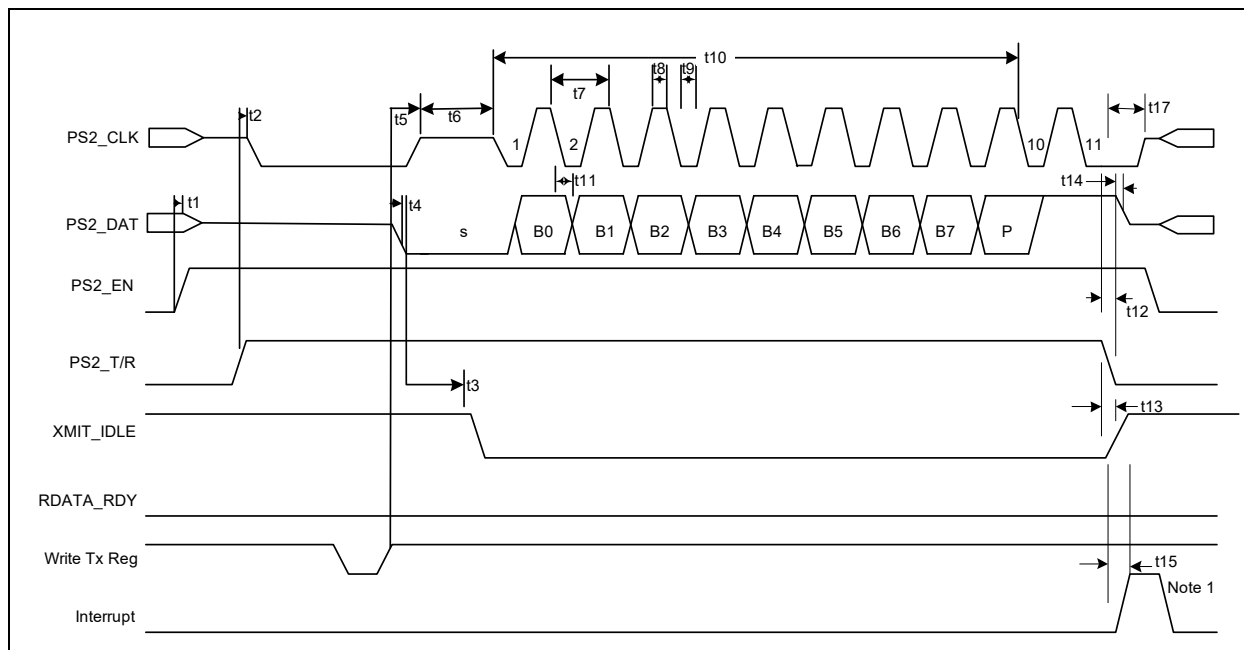 t10
t8
t9
t2
t5
t6
t7
t17
PS2_CLK
1
2
10
11
t11
t14
t1
t4
PS2_DAT
s
B0
B1
B2
B3
B4
B5
B6
B7
P
PS2_EN
t12
PS2_T/R
t3
t13
XMIT_IDLE
RDATA_RDY
Write Tx Reg
t15
Note 1
Interrupt